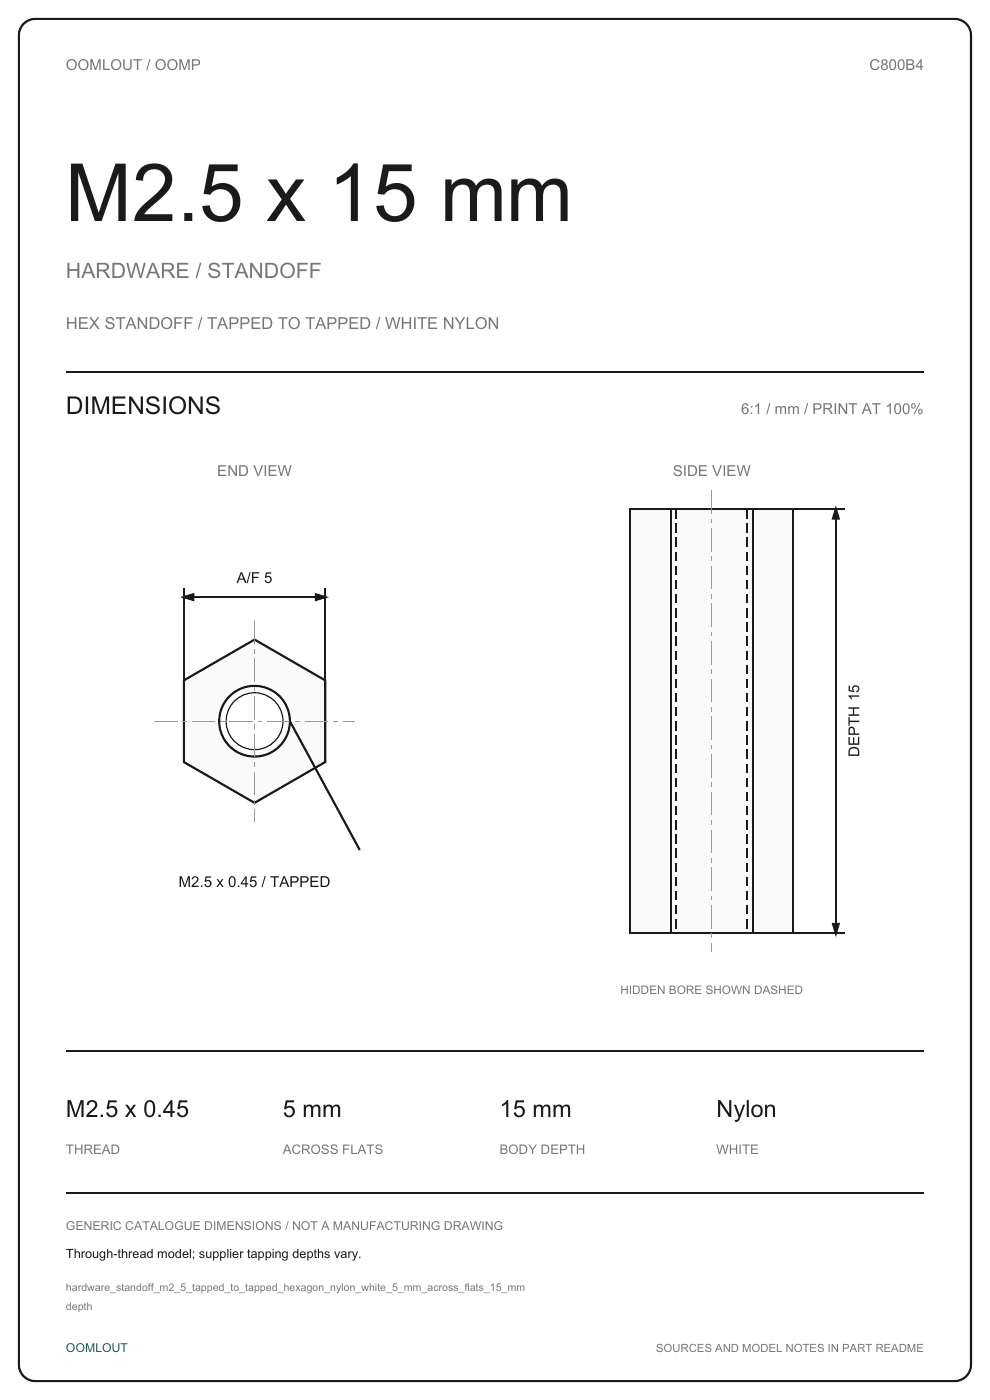 OOMLOUT / OOMP
C800B4
M2.5 x 15 mm
HARDWARE / STANDOFF
HEX STANDOFF / TAPPED TO TAPPED / WHITE NYLON
DIMENSIONS
6:1 / mm / PRINT AT 100%
END VIEW
SIDE VIEW
A/F 5
DEPTH 15
M2.5 x 0.45 / TAPPED
HIDDEN BORE SHOWN DASHED
M2.5 x 0.45
5 mm
15 mm
Nylon
THREAD
ACROSS FLATS
BODY DEPTH
WHITE
GENERIC CATALOGUE DIMENSIONS / NOT A MANUFACTURING DRAWING
Through-thread model; supplier tapping depths vary.
hardware_standoff_m2_5_tapped_to_tapped_hexagon_nylon_white_5_mm_across_flats_15_mm
depth
OOMLOUT
SOURCES AND MODEL NOTES IN PART README